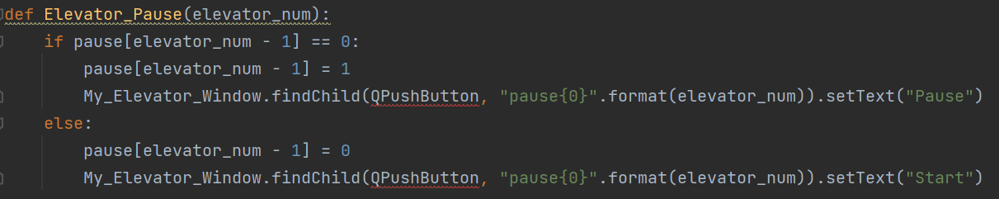 def Elevator_Pause(elevator_num):
    if pause[elevator_num - 1] == 0:
        pause[elevator_num - 1] = 1
        My_Elevator_Window.findChild(QPushButton, "pause{0}".format(elevator_num)).setText("Pause")
    else:
        pause[elevator_num - 1] = 0
        My_Elevator_Window.findChild(QPushButton, "pause{0}".format(elevator_num)).setText("Start")